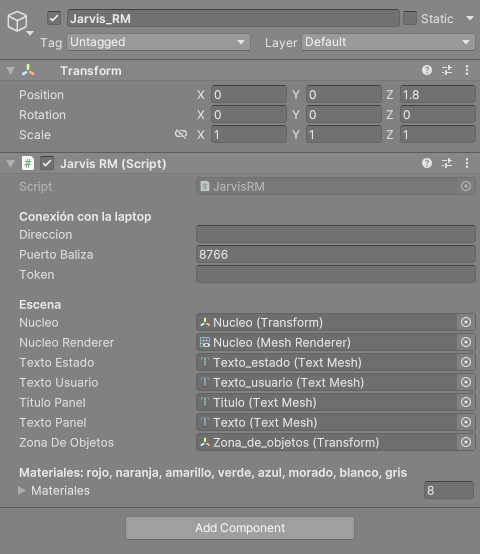 Jarvis_RM
Static
Tag Untagged Layer Default
Transform
Position X 0 Y 0 Z 1.8
Rotation X 0 Y 0 Z 0
Scale X 1 Y 1 Z 1
# Jarvis RM (Script)
Script # JarvisRM
Conexión con la laptop
Direccion
Puerto Baliza 8766
Token
Escena
Nucleo Nucleo (Transform)
Nucleo Renderer Nucleo (Mesh Renderer)
Texto Estado Texto_estado (Text Mesh)
Texto Usuario Texto_usuario (Text Mesh)
Titulo Panel Titulo (Text Mesh)
Texto Panel Texto (Text Mesh)
Zona De Objetos Zona_de_objetos (Transform)
Materiales: rojo, naranja, amarillo, verde, azul, morado, blanco, gris
Materiales 8
Add Component